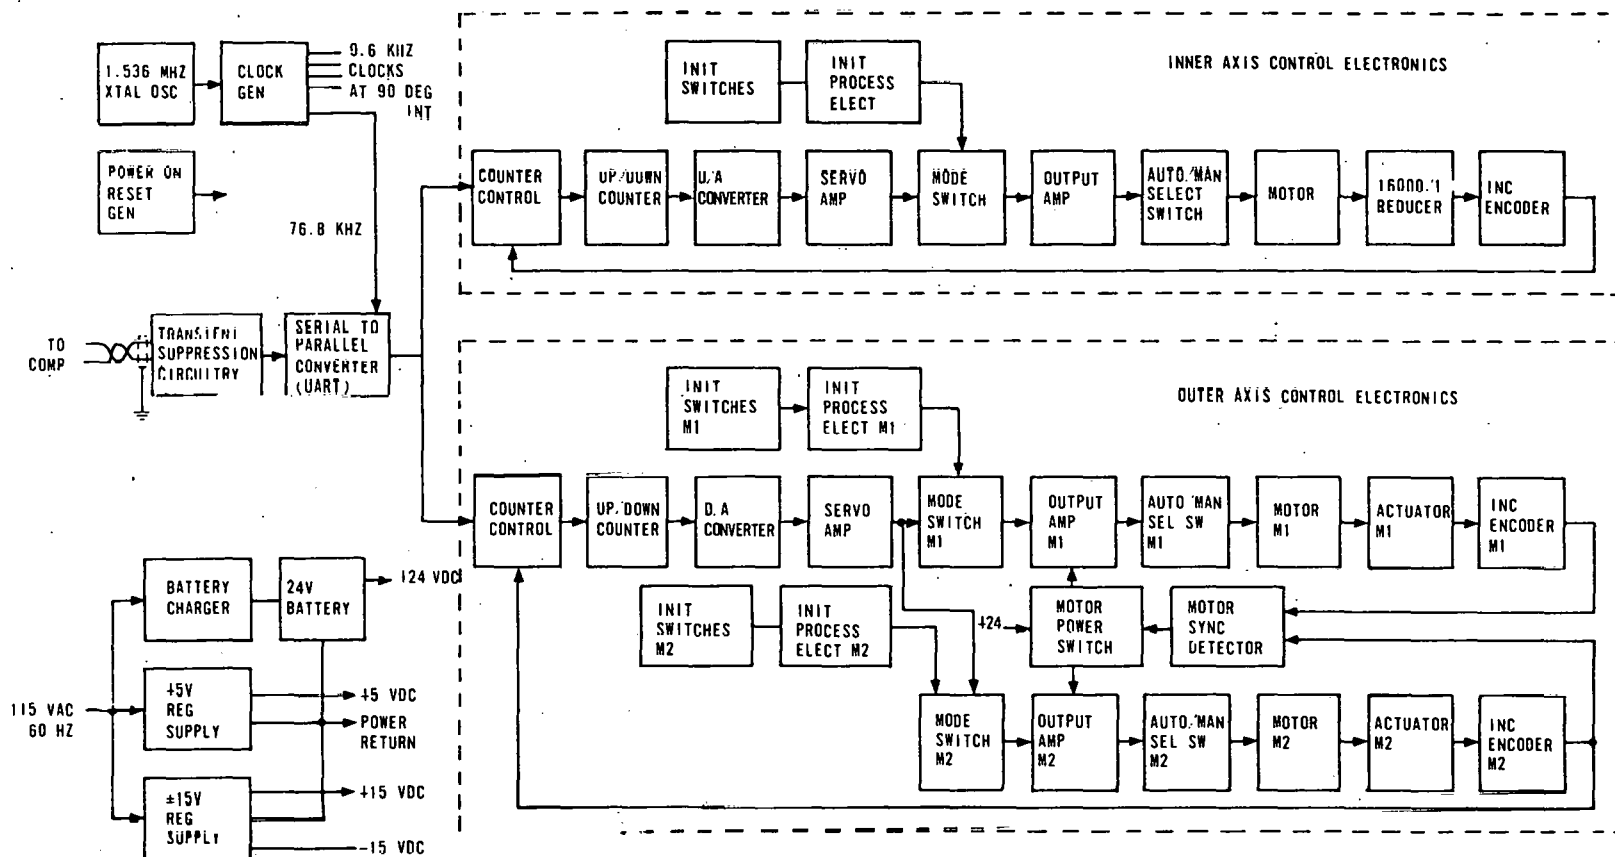 1.536 MHZ
XTAL OSC
CLOCK
GEN
9.6 KHZ
CLOCKS
AT 90 DEG
INT
POWER ON
RESET
GEN
76.8 KHZ
TO
COMP
TRANSIENT
SUPPRESSION
CIRCUITRY
SERIAL TO
PARALLEL
CONVERTER
(UART)
INNER AXIS CONTROL ELECTRONICS
INIT
SWITCHES
INIT
PROCESS
ELECT
COUNTER
CONTROL
UP/DOWN
COUNTER
D/A
CONVERTER
SERVO
AMP
MODE
SWITCH
OUTPUT
AMP
AUTO/MAN
SELECT
SWITCH
MOTOR
16000/1
REDUCER
INC
ENCODER
OUTER AXIS CONTROL ELECTRONICS
INIT
SWITCHES
M1
INIT
PROCESS
ELECT M1
COUNTER
CONTROL
UP/DOWN
COUNTER
D/A
CONVERTER
SERVO
AMP
MODE
SWITCH
M1
OUTPUT
AMP
M1
AUTO/MAN
SEL SW
M1
MOTOR
M1
ACTUATOR
M1
INC
ENCODER
M1
INIT
SWITCHES
M2
INIT
PROCESS
ELECT M2
+24
MOTOR
POWER
SWITCH
MOTOR
SYNC
DETECTOR
MODE
SWITCH
M2
OUTPUT
AMP
M2
AUTO/MAN
SEL SW
M2
MOTOR
M2
ACTUATOR
M2
INC
ENCODER
M2
115 VAC
60 HZ
BATTERY
CHARGER
24V
BATTERY
+24 VDC
+5V
REG
SUPPLY
+5 VDC
POWER
RETURN
±15V
REG
SUPPLY
+15 VDC
-15 VDC